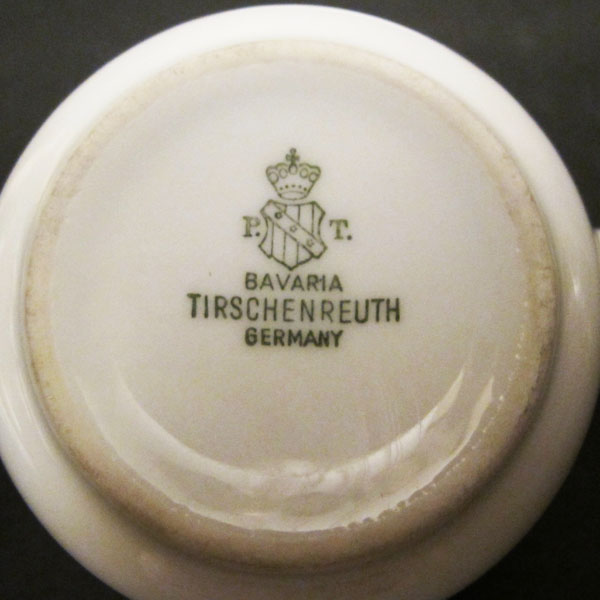 P. T.
BAVARIA
TIRSCHENREUTH
GERMANY